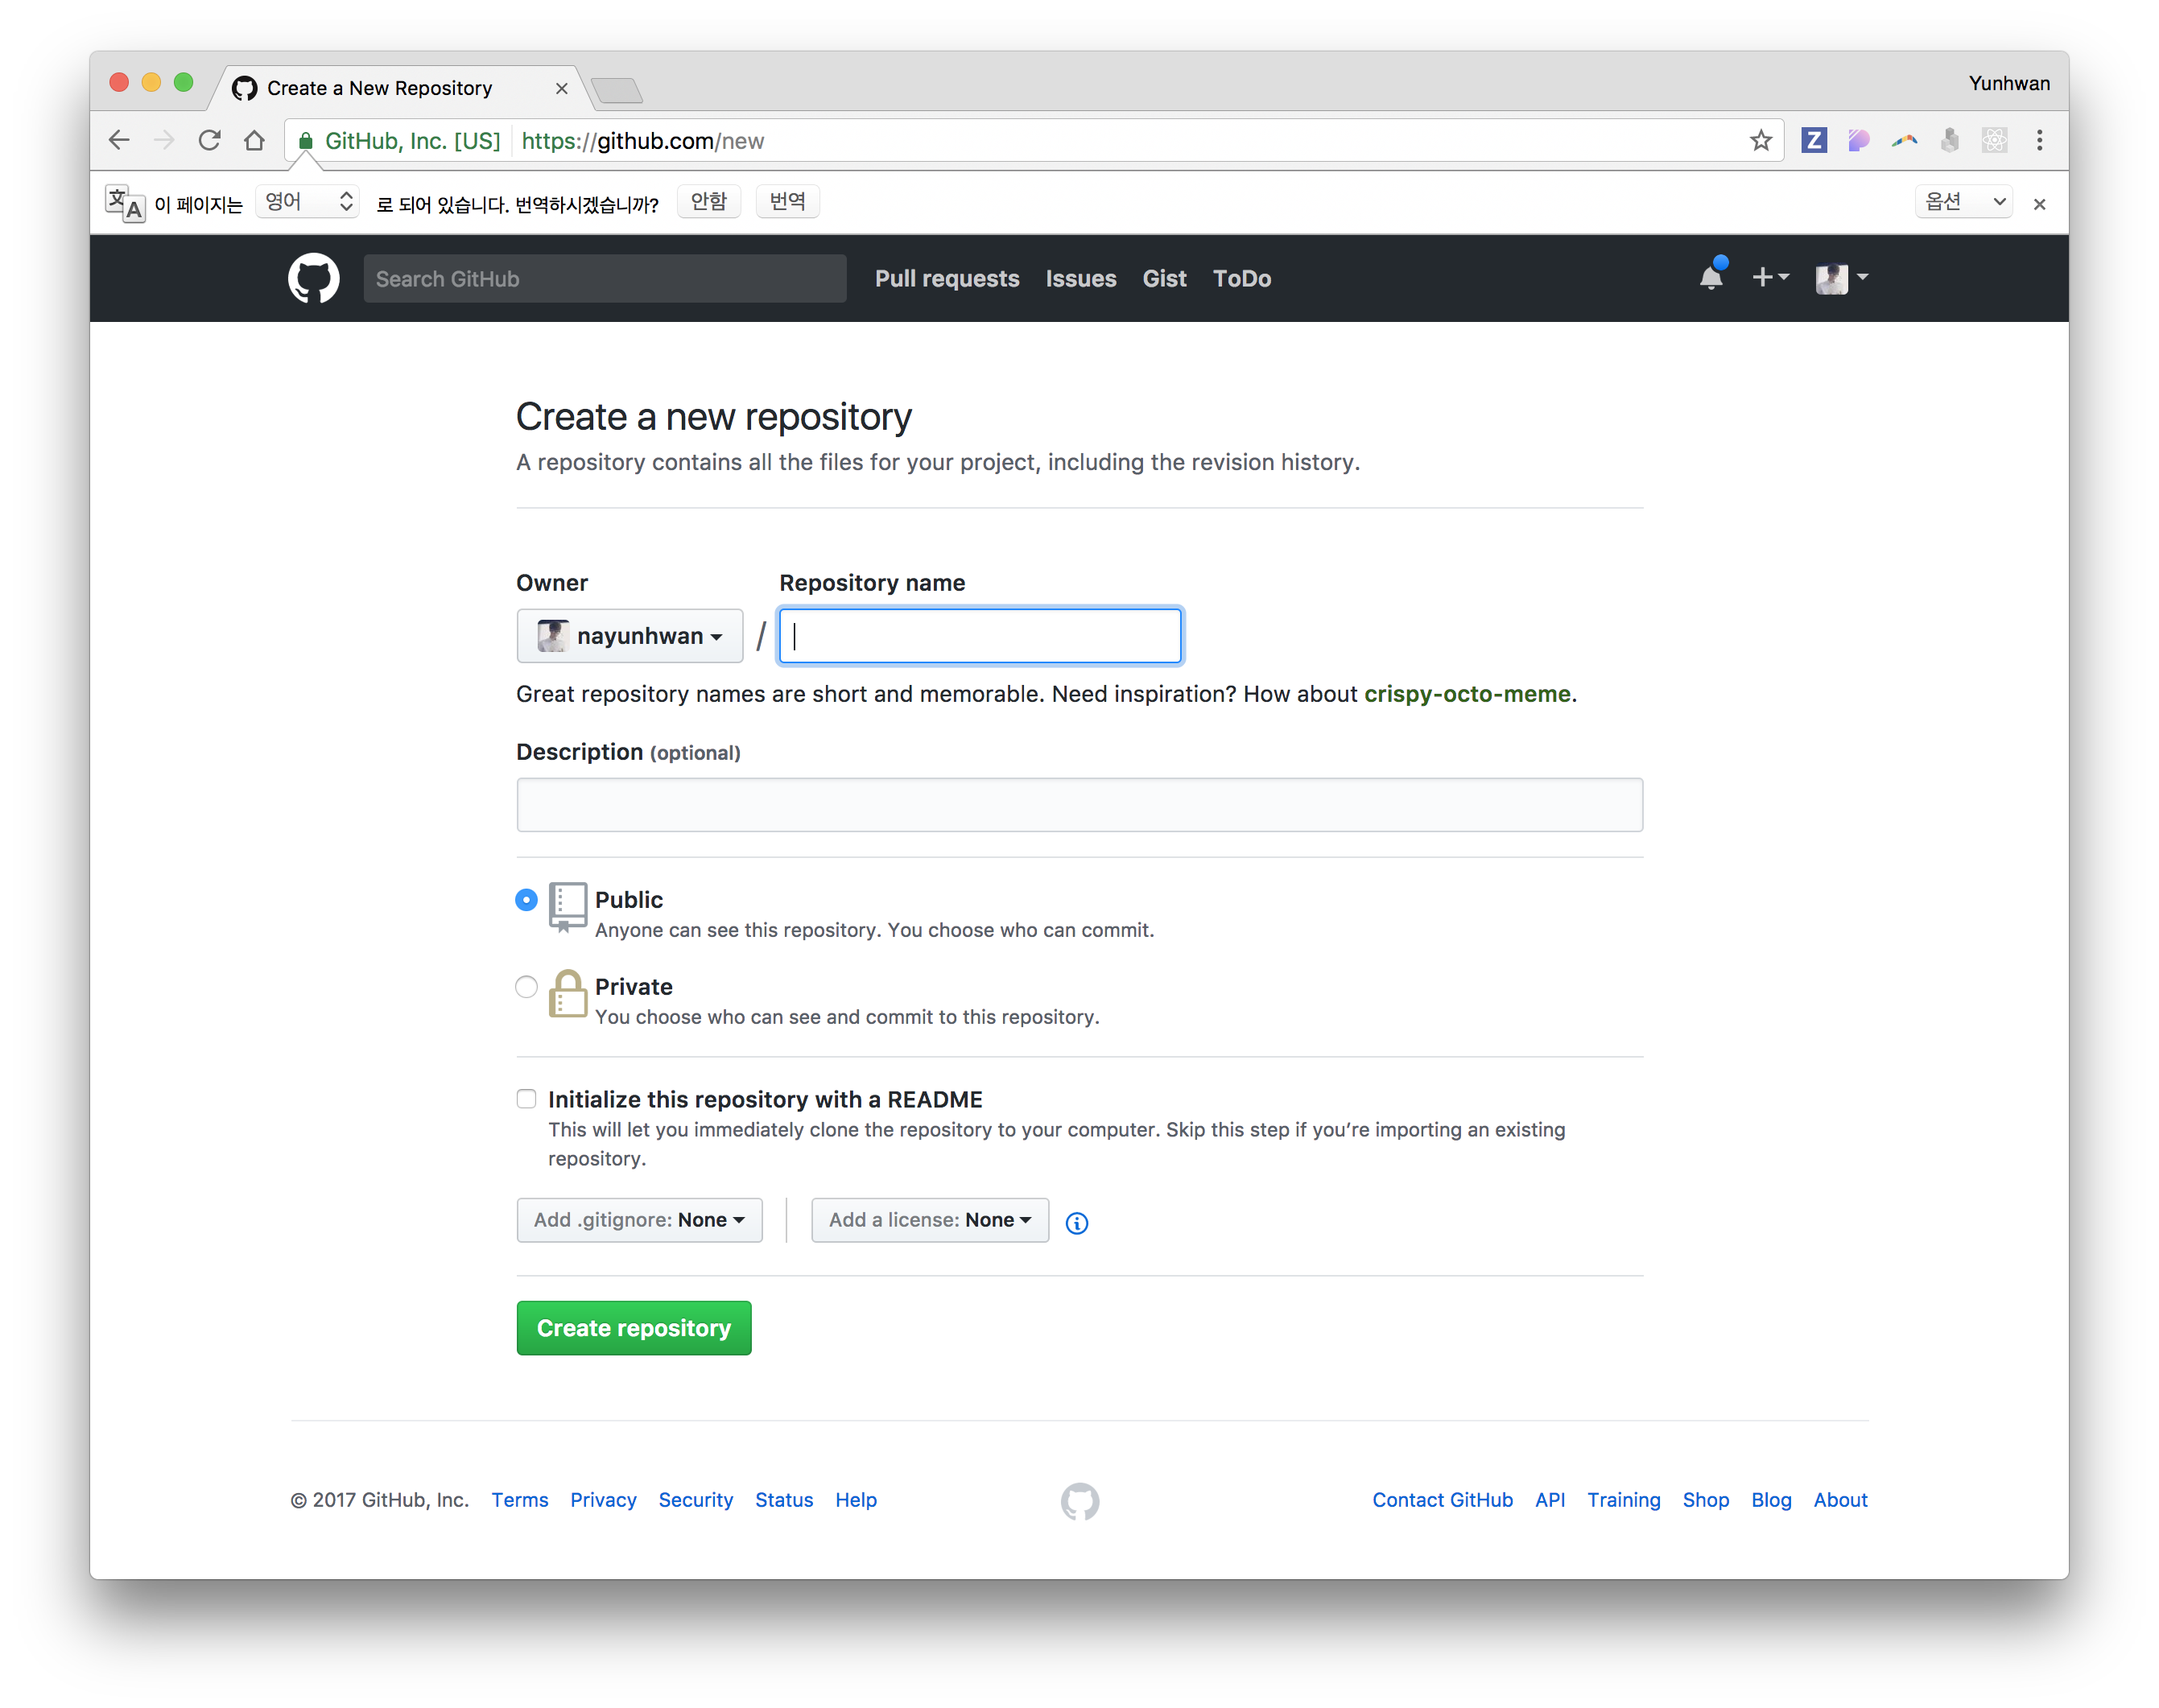 Create a New Repository
Yunhwan
GitHub, Inc. [US] https://github.com/new
Z
文A 이 페이지는 영어 로 되어 있습니다. 번역하시겠습니까? 안함 번역 옵션
Search GitHub Pull requests Issues Gist ToDo
Create a new repository
A repository contains all the files for your project, including the revision history.
Owner Repository name
nayunhwan /
Great repository names are short and memorable. Need inspiration? How about crispy-octo-meme.
Description (optional)
Public
Anyone can see this repository. You choose who can commit.
Private
You choose who can see and commit to this repository.
Initialize this repository with a README
This will let you immediately clone the repository to your computer. Skip this step if you’re importing an existing
repository.
Add .gitignore: None Add a license: None
Create repository
© 2017 GitHub, Inc. Terms Privacy Security Status Help Contact GitHub API Training Shop Blog About